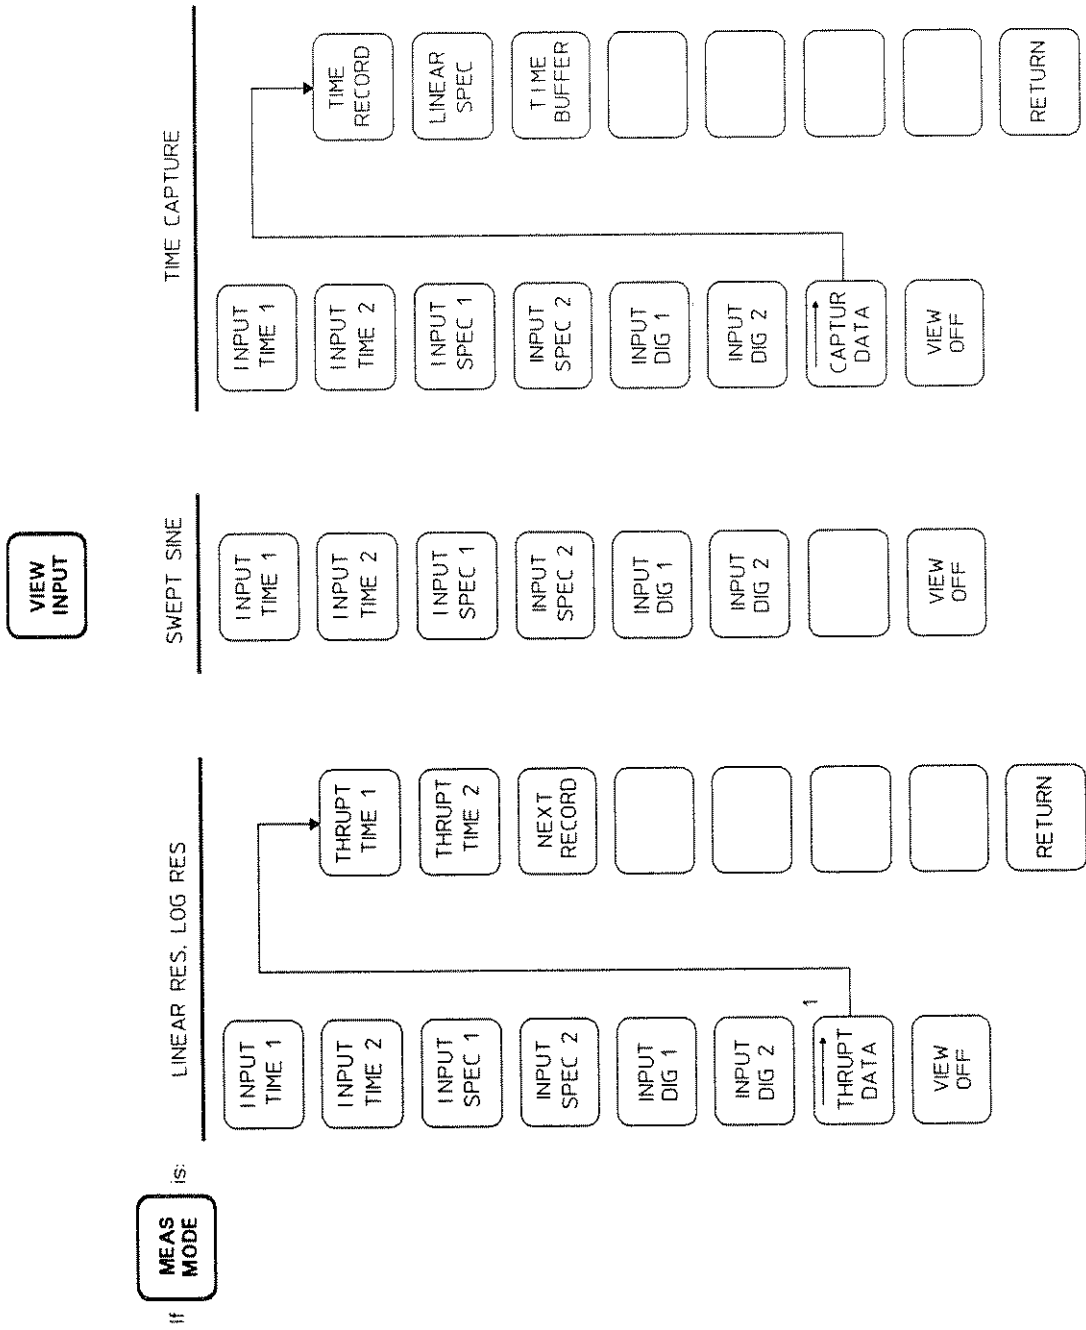 VIEW
INPUT
If
MEAS
MODE
is:
LINEAR RES, LOG RES
INPUT
TIME 1
INPUT
TIME 2
INPUT
SPEC 1
INPUT
SPEC 2
INPUT
DIG 1
INPUT
DIG 2
1
THRUPT
DATA
VIEW
OFF
THRUPT
TIME 1
THRUPT
TIME 2
NEXT
RECORD
RETURN
SWEPT SINE
INPUT
TIME 1
INPUT
TIME 2
INPUT
SPEC 1
INPUT
SPEC 2
INPUT
DIG 1
INPUT
DIG 2
VIEW
OFF
TIME CAPTURE
INPUT
TIME 1
INPUT
TIME 2
INPUT
SPEC 1
INPUT
SPEC 2
INPUT
DIG 1
INPUT
DIG 2
CAPTUR
DATA
VIEW
OFF
TIME
RECORD
LINEAR
SPEC
TIME
BUFFER
RETURN